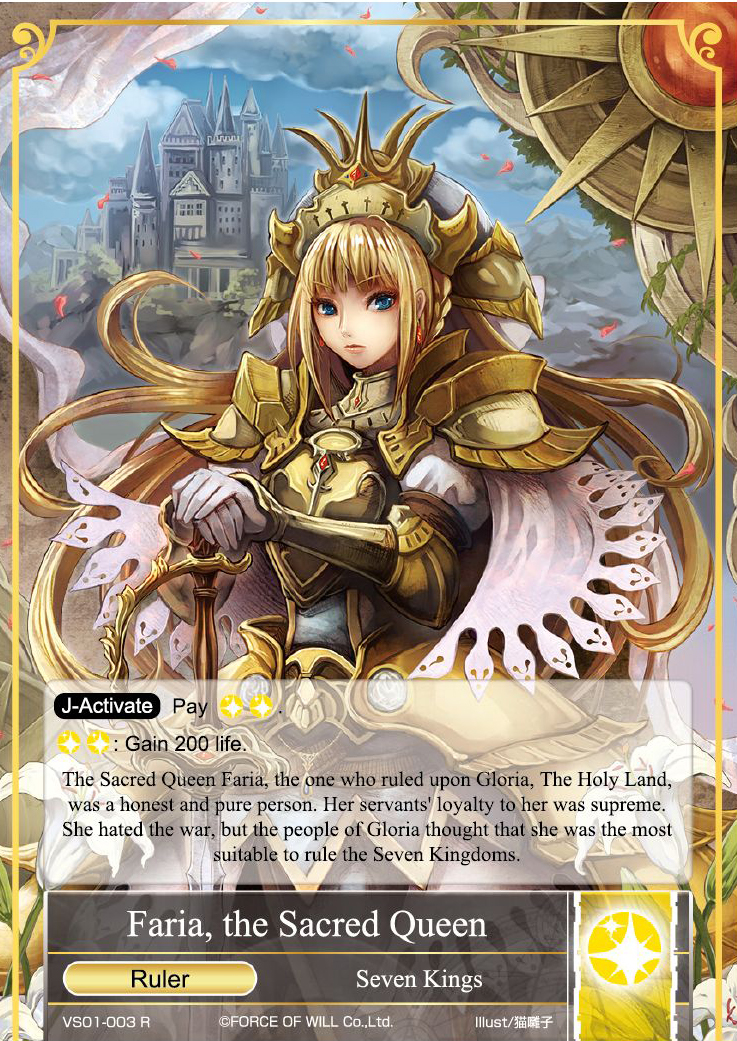 J-Activate Pay .
: Gain 200 life.
The Sacred Queen Faria, the one who ruled upon Gloria, The Holy Land,
was a honest and pure person. Her servants' loyalty to her was supreme.
She hated the war, but the people of Gloria thought that she was the most
suitable to rule the Seven Kingdoms.
Faria, the Sacred Queen
Ruler Seven Kings
VS01-003 R ©FORCE OF WILL Co.,Ltd. Illust/猫囃子